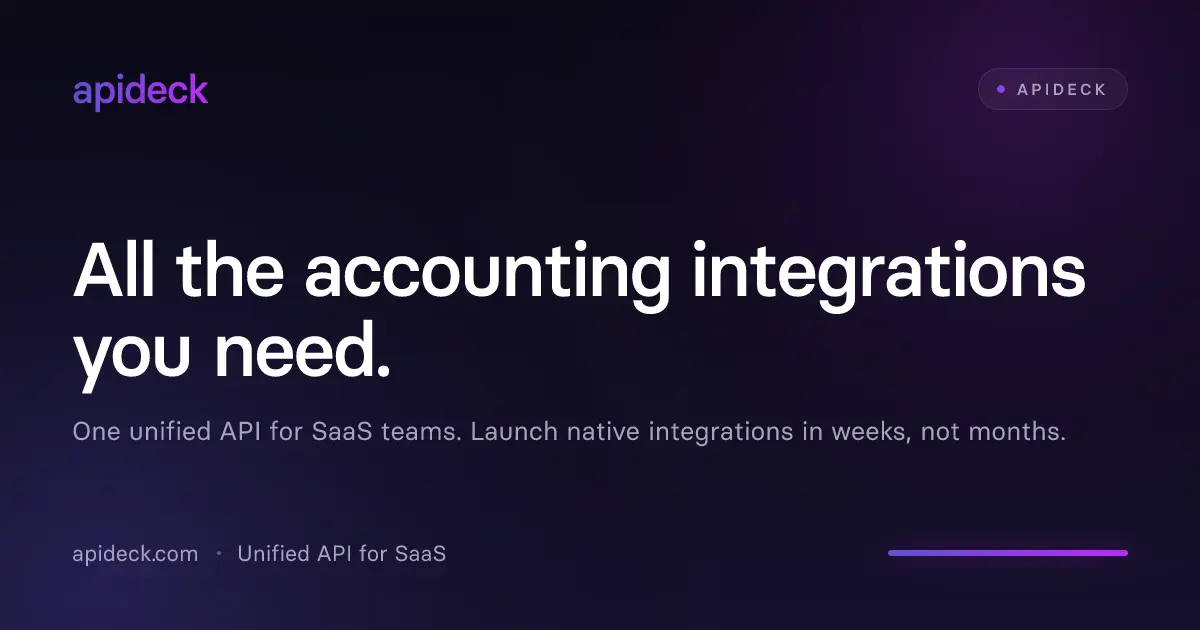 apideck
APIDECK
All the accounting integrations
you need.
One unified API for SaaS teams. Launch native integrations in weeks, not months.
apideck.com · Unified API for SaaS